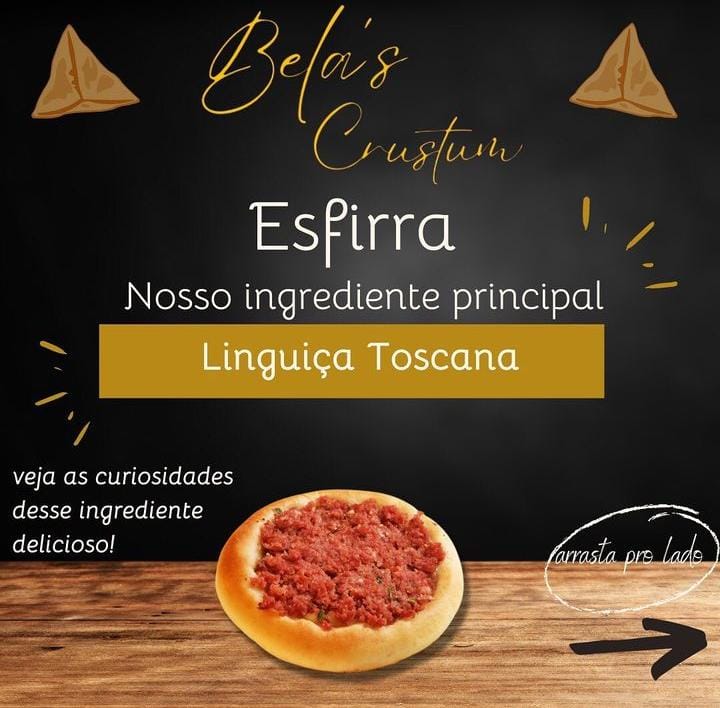 Bela's
Crustum
Esfirra
Nosso ingrediente principal
Linguiça Toscana
veja as curiosidades
desse ingrediente
delicioso!
arrasta pro lado